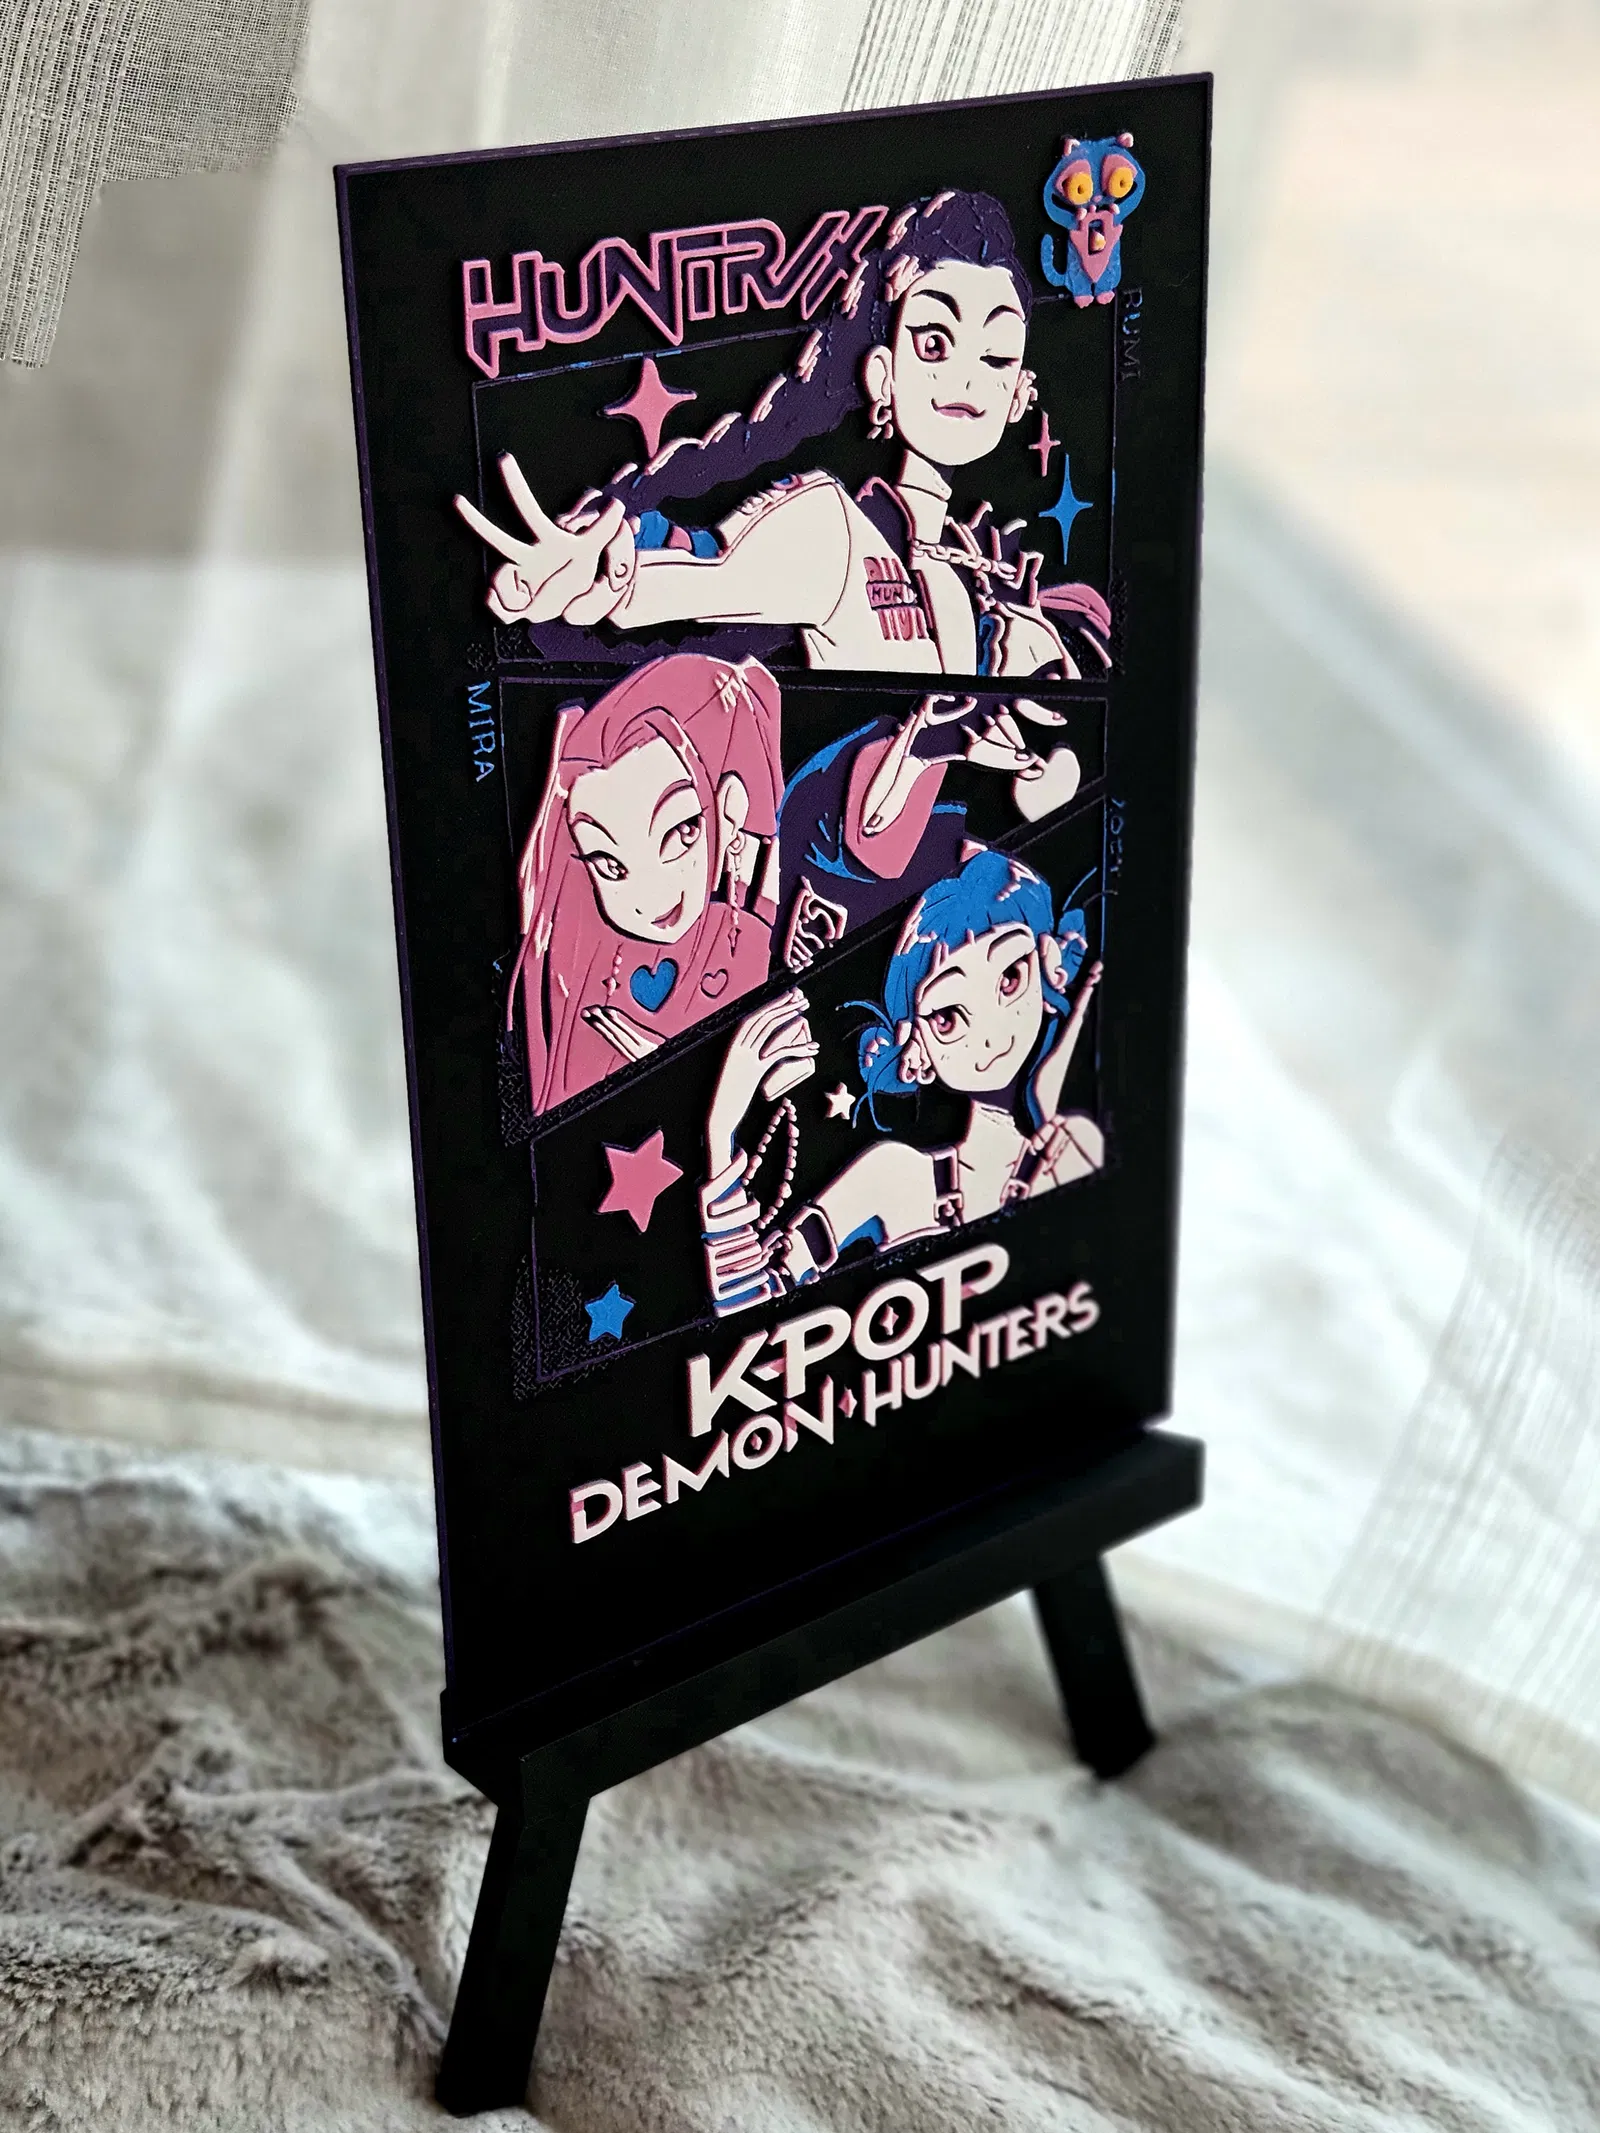 HUNTR/X
RUMI
MIRA
ZOEY
K-POP
DEMON HUNTERS